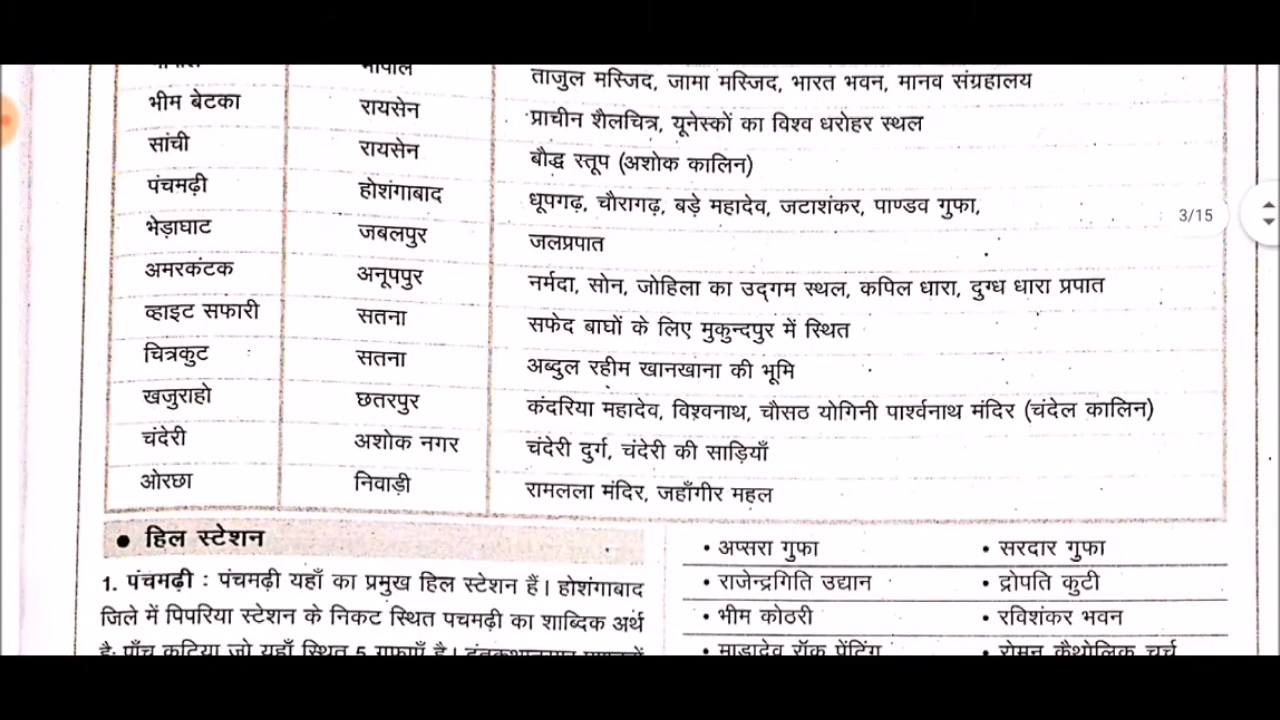 भोपाल ताजुल मस्जिद, जामा मस्जिद, भारत भवन, मानव संग्रहालय
भीम बेटका रायसेन प्राचीन शैलचित्र, यूनेस्कों का विश्व धरोहर स्थल
सांची रायसेन बौद्ध स्तूप (अशोक कालिन)
पंचमढ़ी होशंगाबाद धूपगढ़, चौरागढ़, बड़े महादेव, जटाशंकर, पाण्डव गुफा,
3/15
भेड़ाघाट जबलपुर जलप्रपात
अमरकंटक अनूपपुर नर्मदा, सोन, जोहिला का उद्गम स्थल, कपिल धारा, दुग्ध धारा प्रपात
व्हाइट सफारी सतना सफेद बाघों के लिए मुकुन्दपुर में स्थित
चित्रकुट सतना अब्दुल रहीम खानखाना की भूमि
खजुराहो छतरपुर कंदरिया महादेव, विश्वनाथ, चौसठ योगिनी पार्श्वनाथ मंदिर (चंदेल कालिन)
चंदेरी अशोक नगर चंदेरी दुर्ग, चंदेरी की साड़ियाँ
ओरछा निवाड़ी रामलला मंदिर, जहाँगीर महल
• हिल स्टेशन
1. पंचमढ़ी : पंचमढ़ी यहाँ का प्रमुख हिल स्टेशन हैं। होशंगाबाद
जिले में पिपरिया स्टेशन के निकट स्थित पचमढ़ी का शाब्दिक अर्थ
है: पाँच कुटिया जो यहाँ स्थित 5 गुफाएँ है।
• अप्सरा गुफा • सरदार गुफा
• राजेन्द्रगिति उद्यान • द्रोपति कुटी
• भीम कोठरी • रविशंकर भवन
• माडादेव रॉक पेंटिंग • रोमन कैथोलिक चर्च